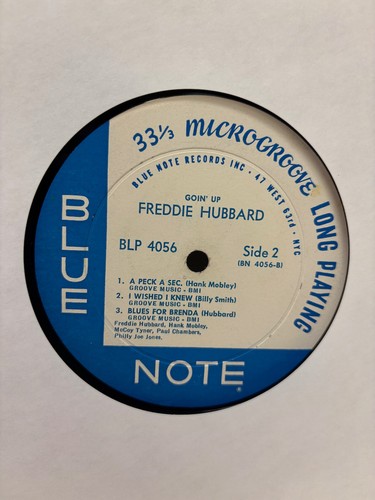 33⅓ MICROGROOVE LONG PLAYING
BLUE NOTE RECORDS INC • 47 WEST 63rd • NYC
GOIN' UP
FREDDIE HUBBARD
BLP 4056
Side 2
(BN 4056-B)
1. A PECK A SEC. (Hank Mobley)
GROOVE MUSIC - BMI
2. I WISHED I KNEW (Billy Smith)
GROOVE MUSIC - BMI
3. BLUES FOR BRENDA (Hubbard)
GROOVE MUSIC - BMI
Freddie Hubbard, Hank Mobley,
McCoy Tyner, Paul Chambers,
Philly Joe Jones.
BLUE
NOTE
®